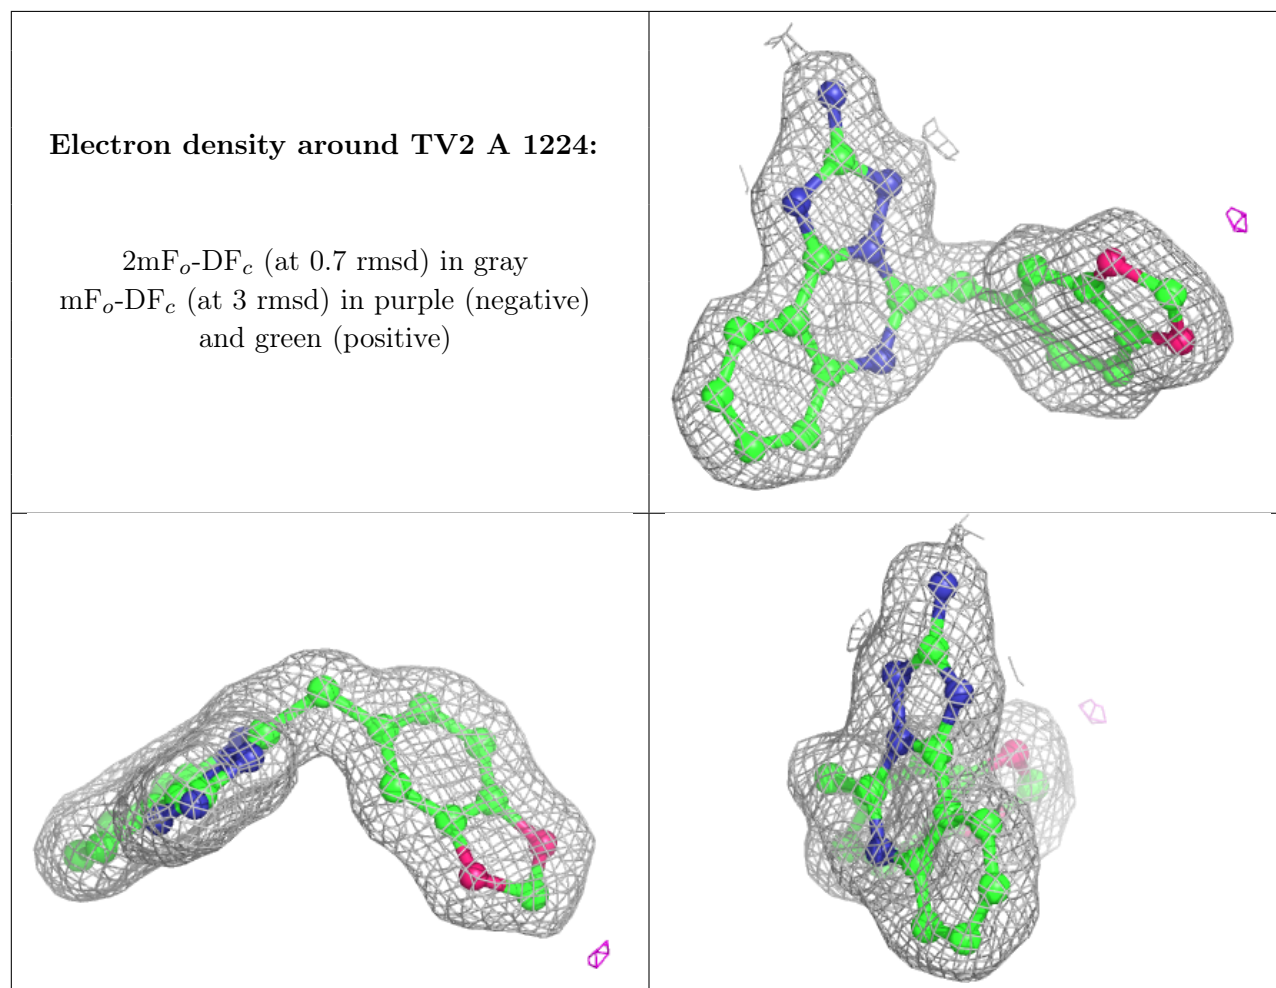 Electron density around TV2 A 1224:
2mFₒ-DF𝑐 (at 0.7 rmsd) in gray
mFₒ-DF𝑐 (at 3 rmsd) in purple (negative)
and green (positive)